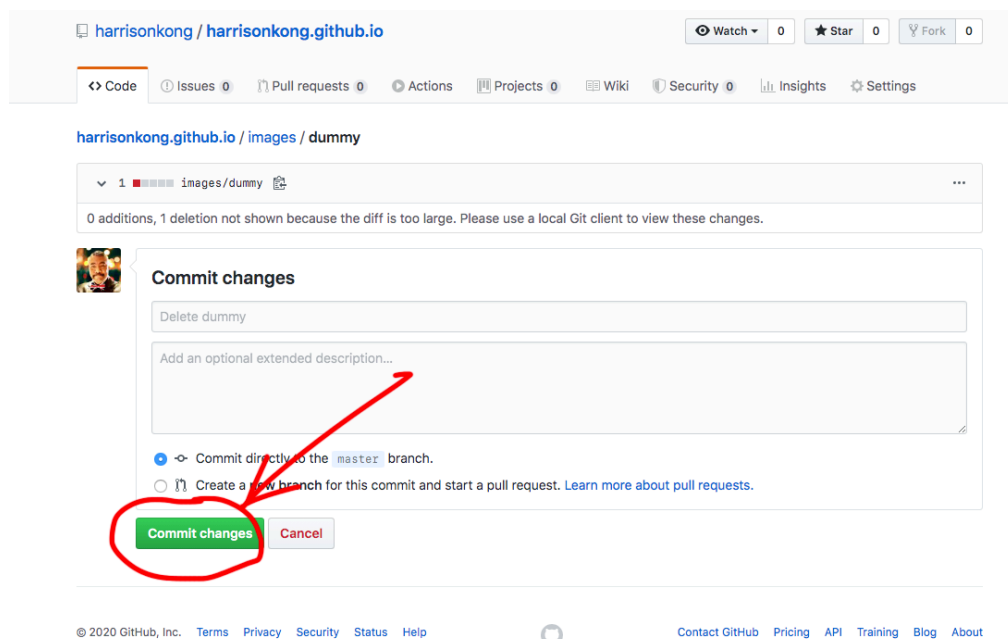 harrisonkong / harrisonkong.github.io Watch 0 Star 0 Fork 0
Code Issues 0 Pull requests 0 Actions Projects 0 Wiki Security 0 Insights Settings
harrisonkong.github.io / images / dummy
1 images/dummy ...
0 additions, 1 deletion not shown because the diff is too large. Please use a local Git client to view these changes.
Commit changes
Delete dummy
Add an optional extended description...
Commit directly to the master branch.
Create a new branch for this commit and start a pull request. Learn more about pull requests.
Commit changes Cancel
© 2020 GitHub, Inc. Terms Privacy Security Status Help Contact GitHub Pricing API Training Blog About